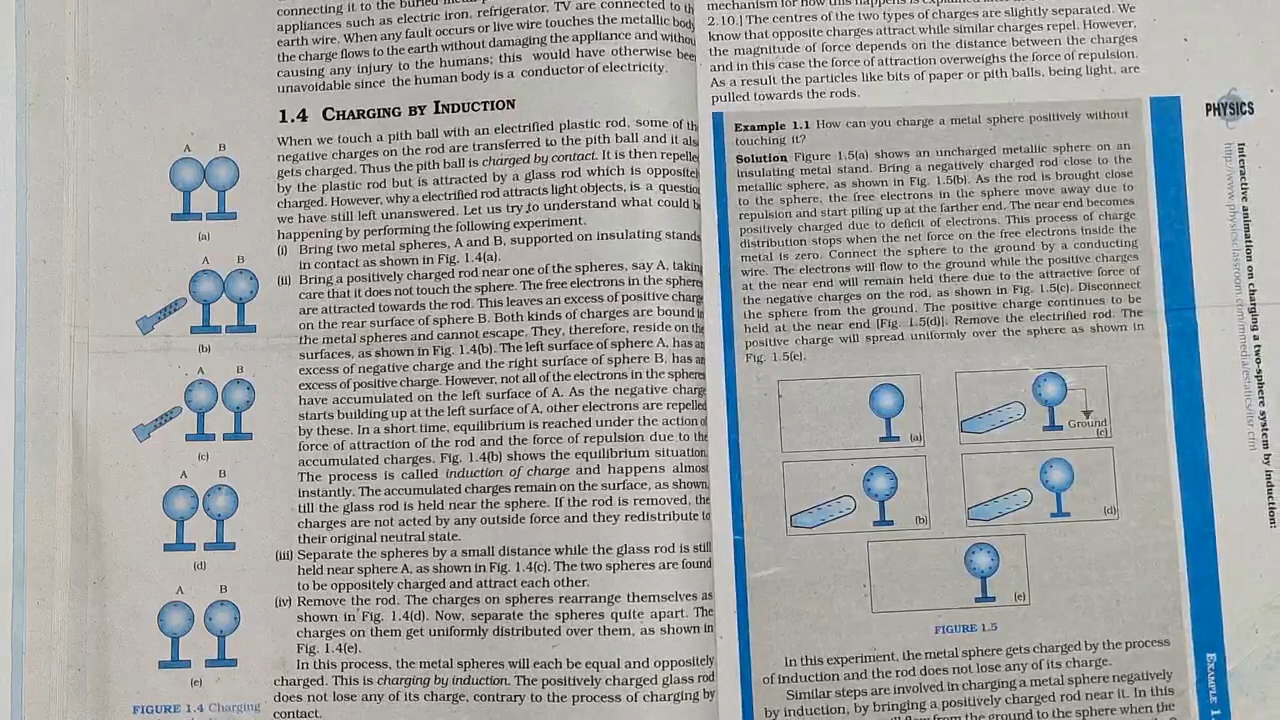 connecting it to the buried
appliances such as electric iron, refrigerator, TV are connected to th
earth wire. When any fault occurs or live wire touches the metallic body
the charge flows to the earth without damaging the appliance and withou
causing any injury to the humans; this would have otherwise bee
unavoidable since the human body is a conductor of electricity.
1.4 CHARGING BY INDUCTION
When we touch a pith ball with an electrified plastic rod, some of th
negative charges on the rod are transferred to the pith ball and it als
gets charged. Thus the pith ball is charged by contact. It is then repelle
by the plastic rod but is attracted by a glass rod which is oppositel
charged. However, why a electrified rod attracts light objects, is a question
we have still left unanswered. Let us try to understand what could b
happening by performing the following experiment.
(i) Bring two metal spheres, A and B, supported on insulating stands,
in contact as shown in Fig. 1.4(a).
(ii) Bring a positively charged rod near one of the spheres, say A, taking
care that it does not touch the sphere. The free electrons in the spheres
are attracted towards the rod. This leaves an excess of positive charg
on the rear surface of sphere B. Both kinds of charges are bound in
the metal spheres and cannot escape. They, therefore, reside on the
surfaces, as shown in Fig. 1.4(b). The left surface of sphere A, has an
excess of negative charge and the right surface of sphere B, has an
excess of positive charge. However, not all of the electrons in the spheres
have accumulated on the left surface of A. As the negative charge
starts building up at the left surface of A, other electrons are repelled
by these. In a short time, equilibrium is reached under the action of
force of attraction of the rod and the force of repulsion due to the
accumulated charges. Fig. 1.4(b) shows the equilibrium situation.
The process is called induction of charge and happens almost
instantly. The accumulated charges remain on the surface, as shown,
till the glass rod is held near the sphere. If the rod is removed, the
charges are not acted by any outside force and they redistribute to
their original neutral state.
(iii) Separate the spheres by a small distance while the glass rod is still
held near sphere A, as shown in Fig. 1.4(c). The two spheres are found
to be oppositely charged and attract each other.
(iv) Remove the rod. The charges on spheres rearrange themselves as
shown in Fig. 1.4(d). Now, separate the spheres quite apart. The
charges on them get uniformly distributed over them, as shown in
Fig. 1.4(e).
In this process, the metal spheres will each be equal and oppositely
charged. This is charging by induction. The positively charged glass rod
does not lose any of its charge, contrary to the process of charging by
contact.
A B
(a)
A B
(b)
A B
(c)
A B
(d)
A B
(e)
FIGURE 1.4 Charging
mechanism for how this happens is
2.10.] The centres of the two types of charges are slightly separated. We
know that opposite charges attract while similar charges repel. However,
the magnitude of force depends on the distance between the charges
and in this case the force of attraction overweighs the force of repulsion.
As a result the particles like bits of paper or pith balls, being light, are
pulled towards the rods.
Example 1.1 How can you charge a metal sphere positively without
touching it?
Solution Figure 1.5(a) shows an uncharged metallic sphere on an
insulating metal stand. Bring a negatively charged rod close to the
metallic sphere, as shown in Fig. 1.5(b). As the rod is brought close
to the sphere, the free electrons in the sphere move away due to
repulsion and start piling up at the farther end. The near end becomes
positively charged due to deficit of electrons. This process of charge
distribution stops when the net force on the free electrons inside the
metal is zero. Connect the sphere to the ground by a conducting
wire. The electrons will flow to the ground while the positive charges
at the near end will remain held there due to the attractive force of
the negative charges on the rod, as shown in Fig. 1.5(c). Disconnect
the sphere from the ground. The positive charge continues to be
held at the near end [Fig. 1.5(d)]. Remove the electrified rod. The
positive charge will spread uniformly over the sphere as shown in
Fig. 1.5(e).
(a)
Ground
(c)
(b)
(d)
(e)
FIGURE 1.5
In this experiment, the metal sphere gets charged by the process
of induction and the rod does not lose any of its charge.
Similar steps are involved in charging a metal sphere negatively
by induction, by bringing a positively charged rod near it. In this
from the ground to the sphere when the
PHYSICS
Interactive animation on charging a two-sphere system by induction:
EXAMPLE 1